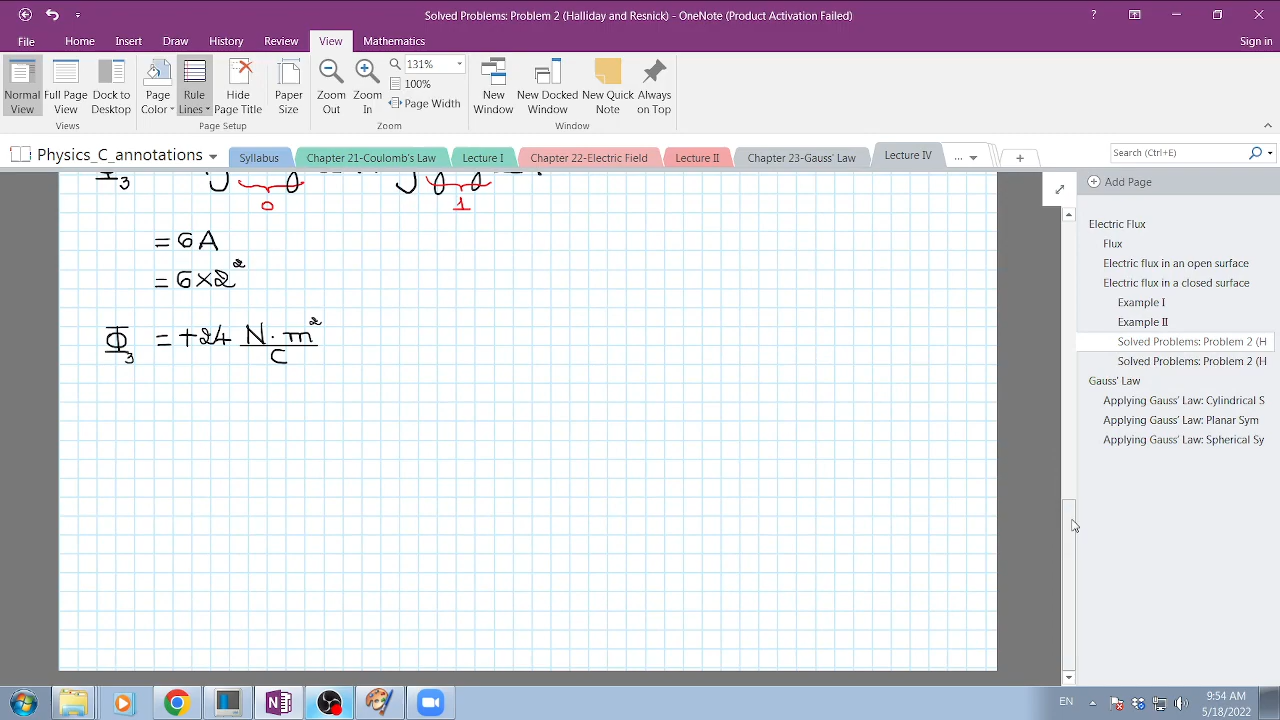 Solved Problems: Problem 2 (Halliday and Resnick) - OneNote (Product Activation Failed)
File Home Insert Draw History Review View Mathematics Sign in
Normal View Full Page View Dock to Desktop Page Color Rule Lines Hide Page Title Paper Size Zoom Out Zoom In 131% 100% Page Width New Window New Docked Window New Quick Note Always on Top
Views Page Setup Zoom Window
Physics_C_annotations Syllabus Chapter 21-Coulomb's Law Lecture I Chapter 22-Electric Field Lecture II Chapter 23-Gauss' Law Lecture IV ... Search (Ctrl+E)
Add Page
Electric Flux
Flux
Electric flux in an open surface
Electric flux in a closed surface
Example I
Example II
Solved Problems: Problem 2 (H
Solved Problems: Problem 2 (H
Gauss' Law
Applying Gauss' Law: Cylindrical S
Applying Gauss' Law: Planar Sym
Applying Gauss' Law: Spherical Sy
0 1
= 6A
= 6×2²
Φ₃ = +24 N·m²/C
EN 9:54 AM
5/18/2022